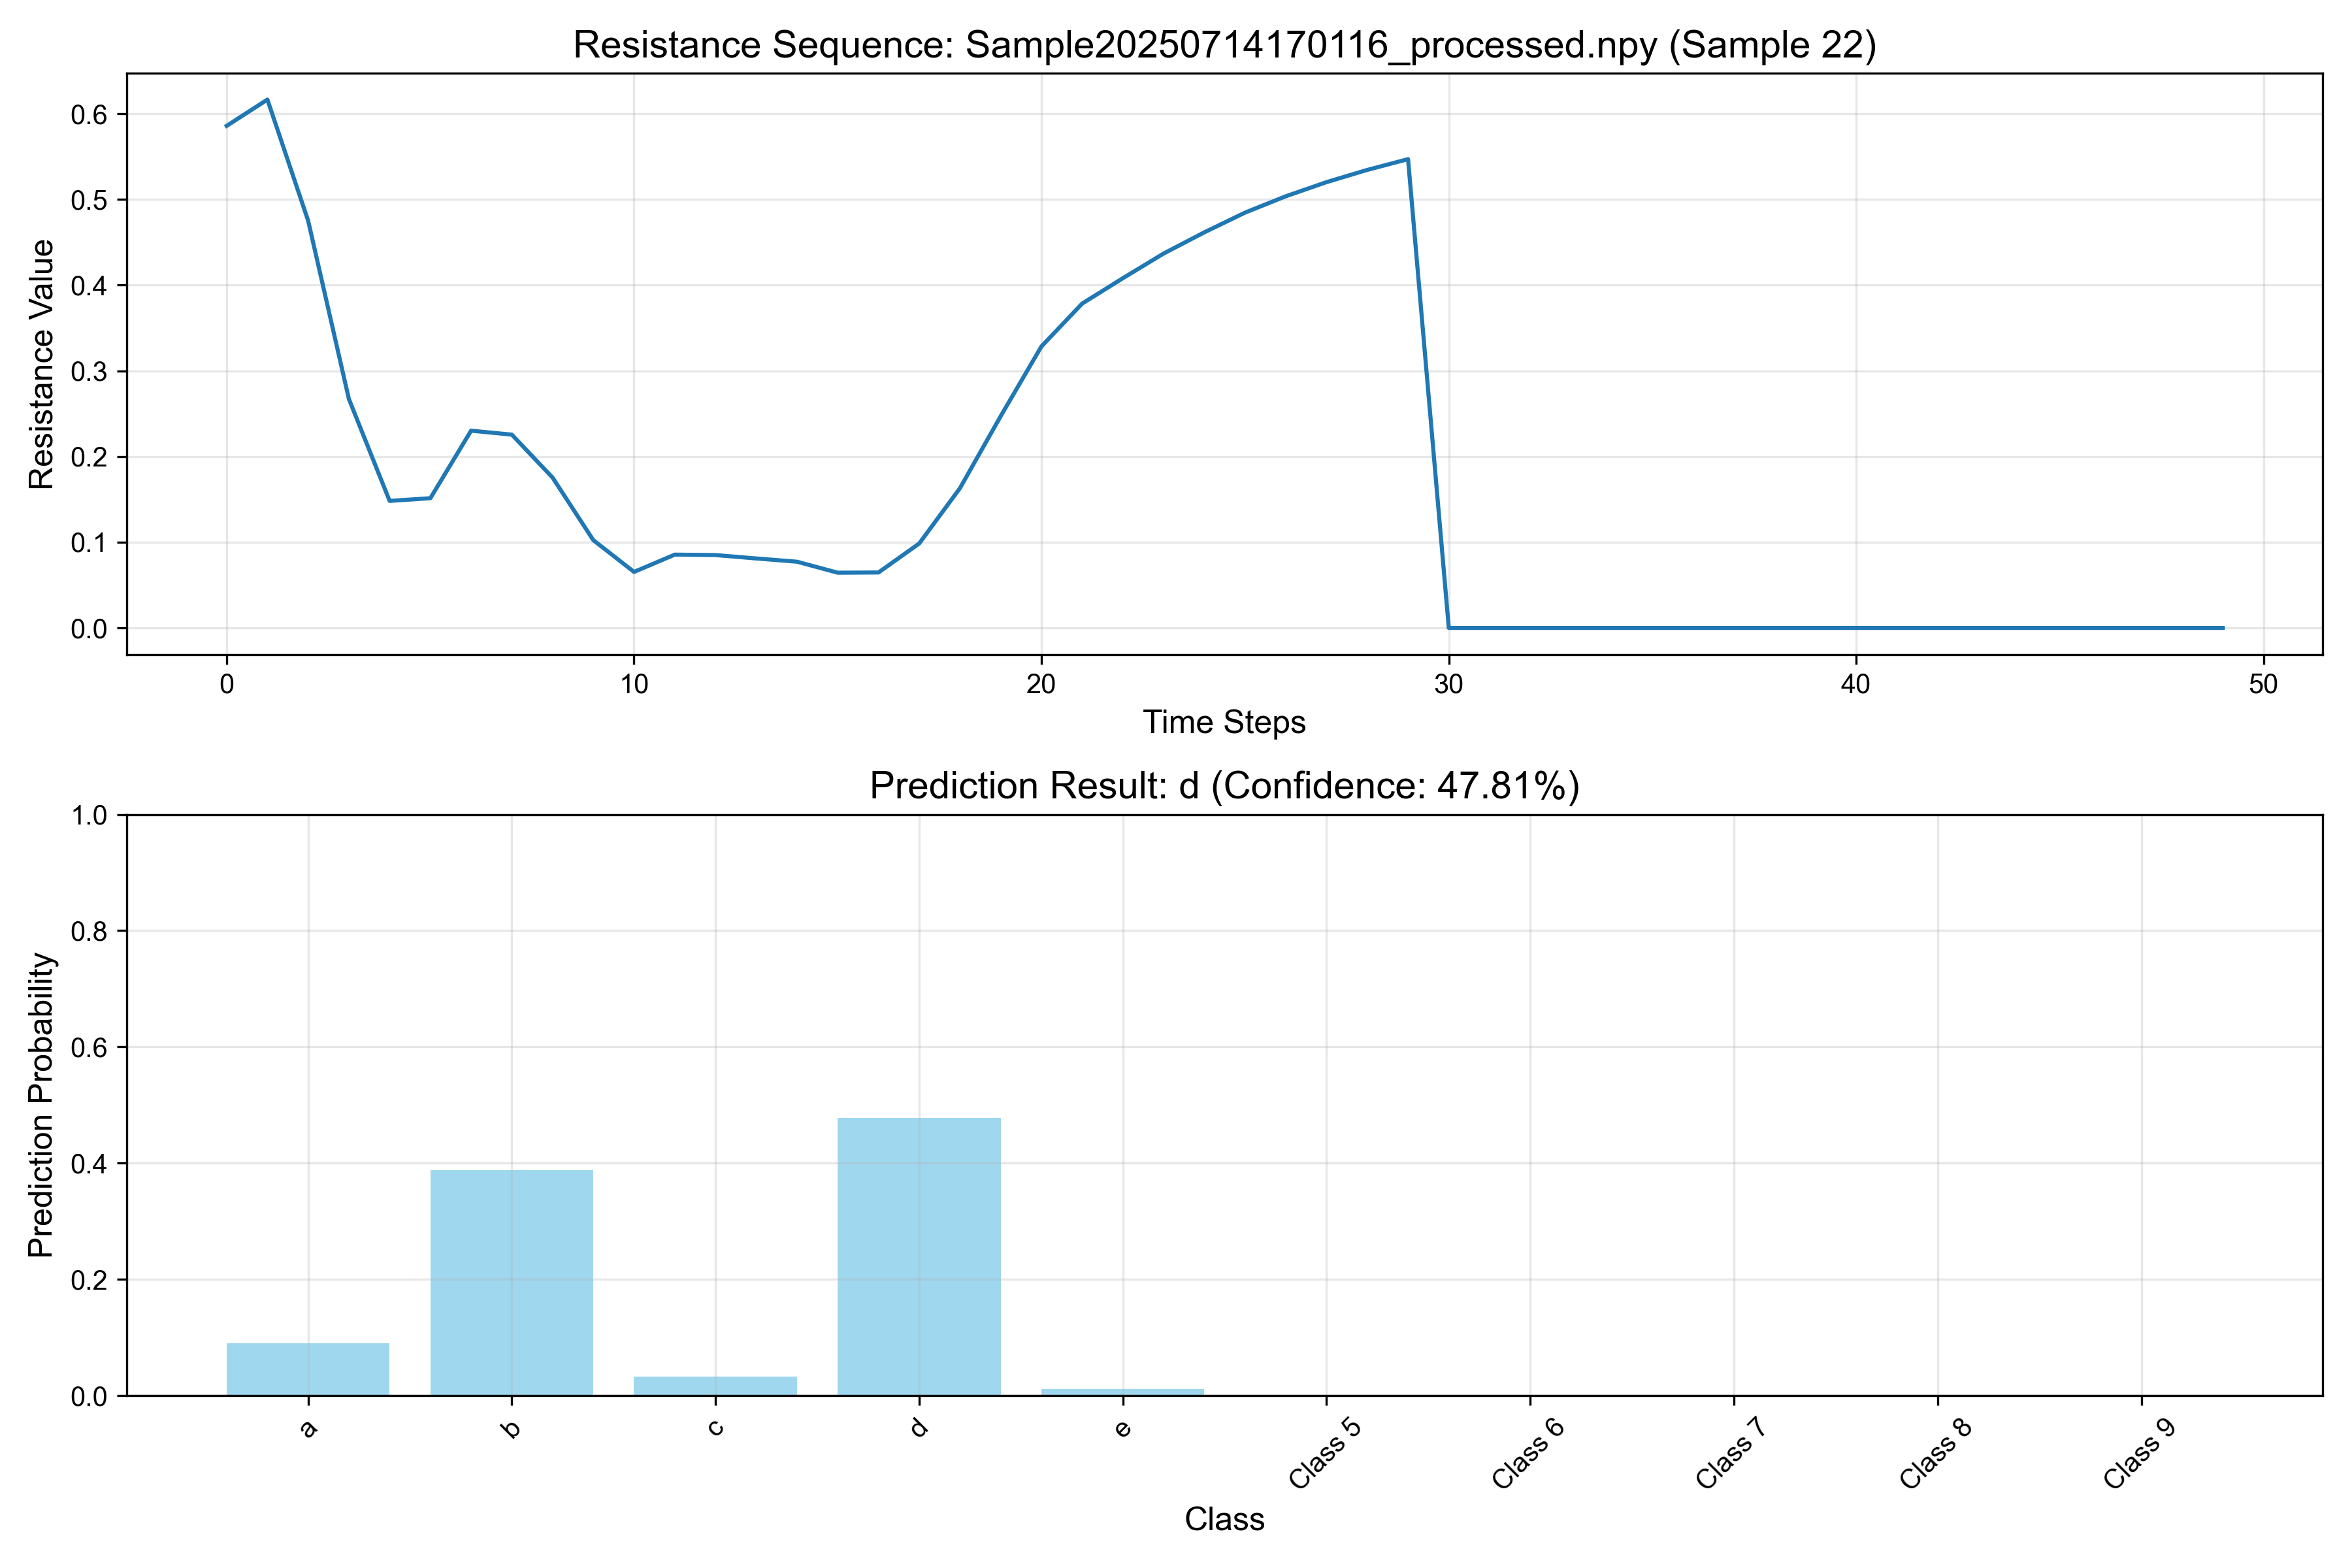 Resistance Sequence: Sample20250714170116_processed.npy (Sample 22)
Resistance Value
0.6
0.5
0.4
0.3
0.2
0.1
0.0
0 10 20 30 40 50
Time Steps
Prediction Result: d (Confidence: 47.81%)
Prediction Probability
1.0
0.8
0.6
0.4
0.2
0.0
a b c d e Class 5 Class 6 Class 7 Class 8 Class 9
Class